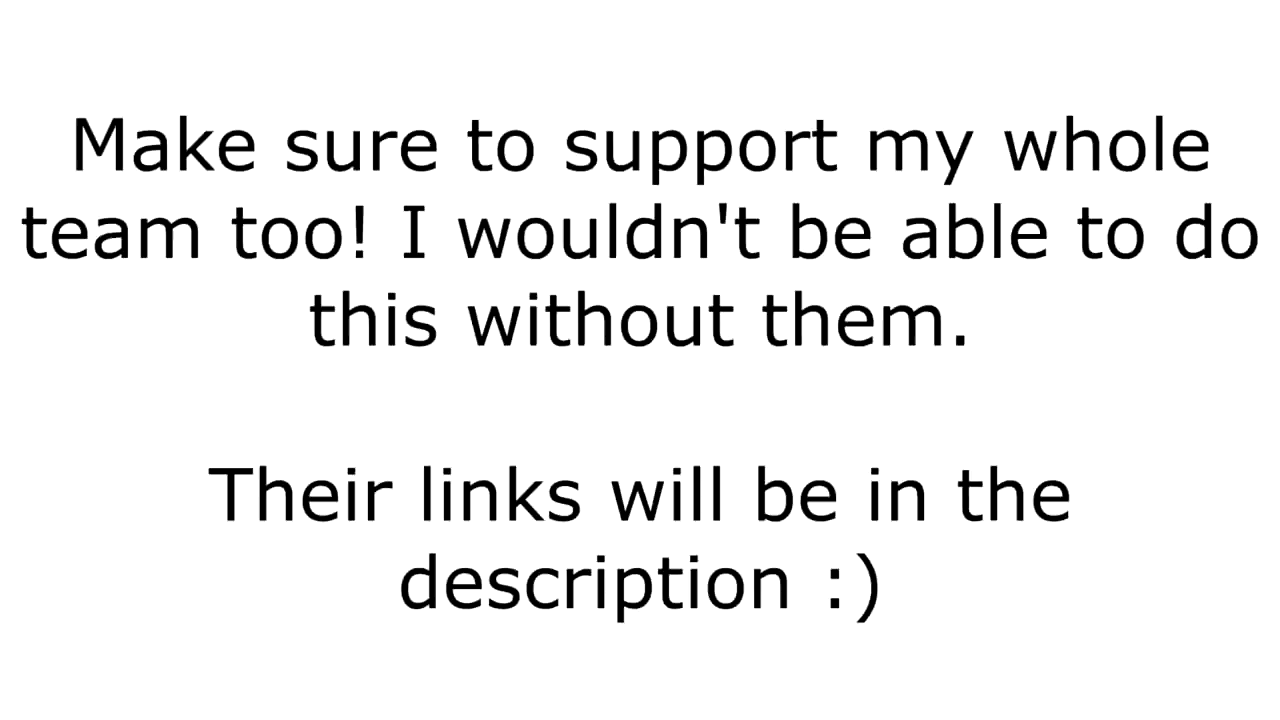 Make sure to support my whole
team too! I wouldn't be able to do
this without them.
Their links will be in the
description :)